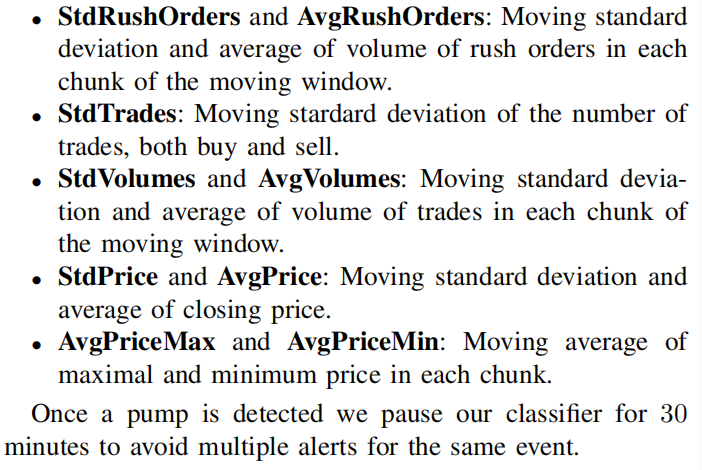 • StdRushOrders and AvgRushOrders: Moving standard
deviation and average of volume of rush orders in each
chunk of the moving window.
• StdTrades: Moving stardard deviation of the number of
trades, both buy and sell.
• StdVolumes and AvgVolumes: Moving standard devia-
tion and average of volume of trades in each chunk of
the moving window.
• StdPrice and AvgPrice: Moving standard deviation and
average of closing price.
• AvgPriceMax and AvgPriceMin: Moving average of
maximal and minimum price in each chunk.
Once a pump is detected we pause our classifier for 30
minutes to avoid multiple alerts for the same event.